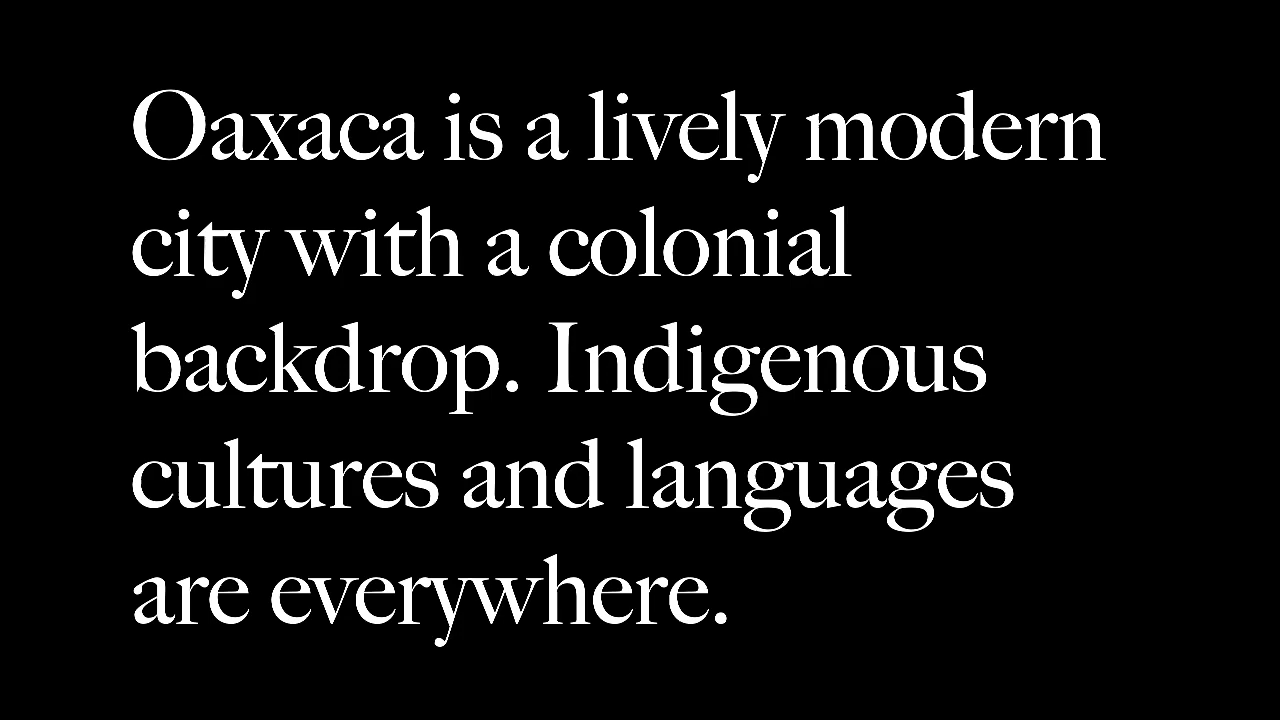 Oaxaca is a lively modern
city with a colonial
backdrop. Indigenous
cultures and languages
are everywhere.